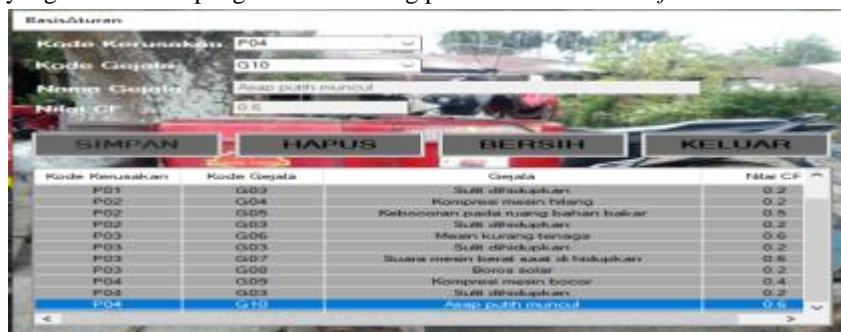 BasisAturan
Kode Kerusakan P04
Kode Gejala G10
Nama Gejala Asap putih muncul
Nilai CF 0.6
SIMPAN HAPUS BERSIH KELUAR
Kode Kerusakan Kode Gejala Gejala Nilai CF
P01 G03 Sulit dihidupkan 0.2
P02 G04 Kompresi mesin hilang 0.2
P02 G05 Kebocoran pada ruang bahan bakar 0.5
P02 G03 Sulit dihidupkan 0.2
P03 G06 Mesin kurang tenaga 0.6
P03 G03 Sulit dihidupkan 0.2
P03 G07 Suara mesin berat saat di hidupkan 0.6
P03 G08 Boros solar 0.2
P04 G09 Kompresi mesin bocor 0.4
P04 G03 Sulit dihidupkan 0.2
P04 G10 Asap putih muncul 0.6